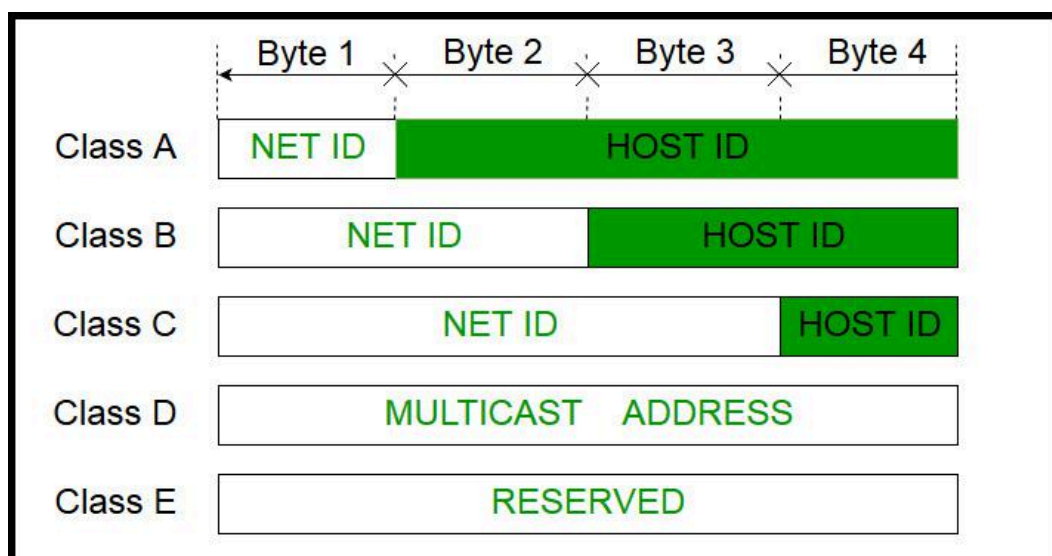 Byte 1 Byte 2 Byte 3 Byte 4
Class A NET ID HOST ID
Class B NET ID HOST ID
Class C NET ID HOST ID
Class D MULTICAST ADDRESS
Class E RESERVED